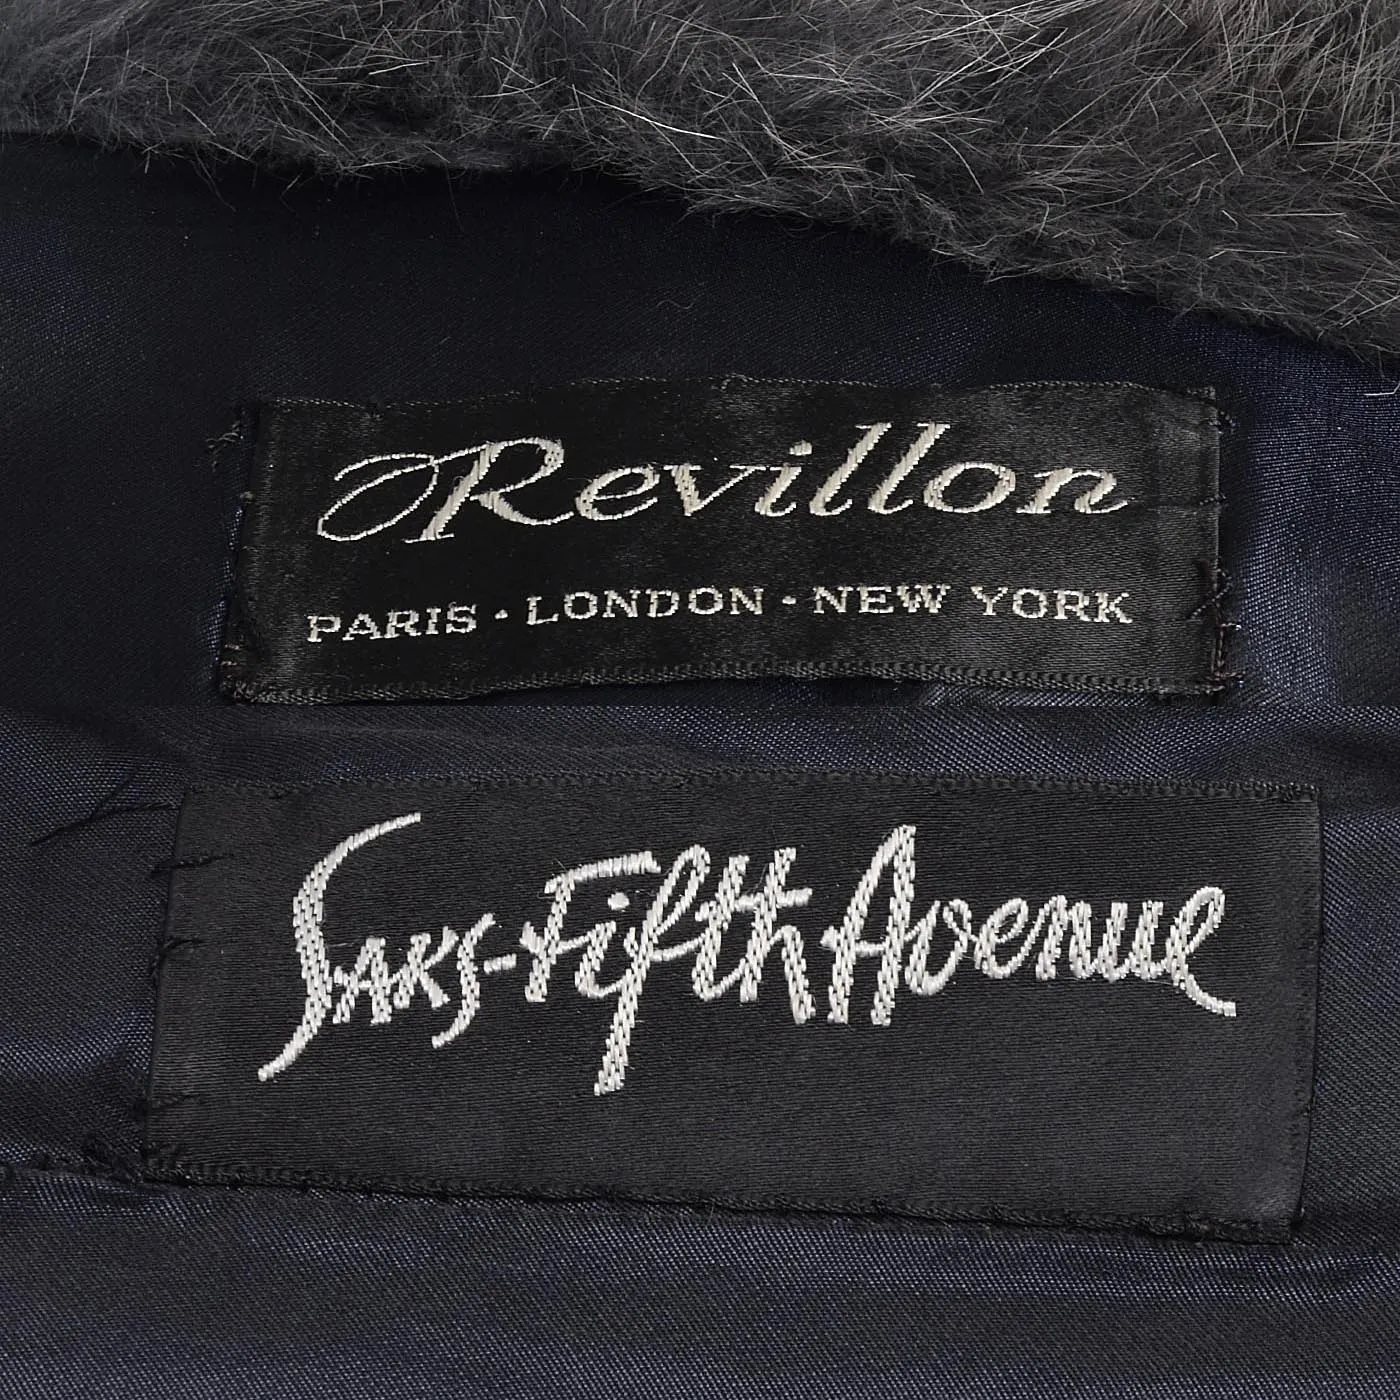 Revillon
PARIS · LONDON · NEW YORK
SAKS-Fifth Avenue